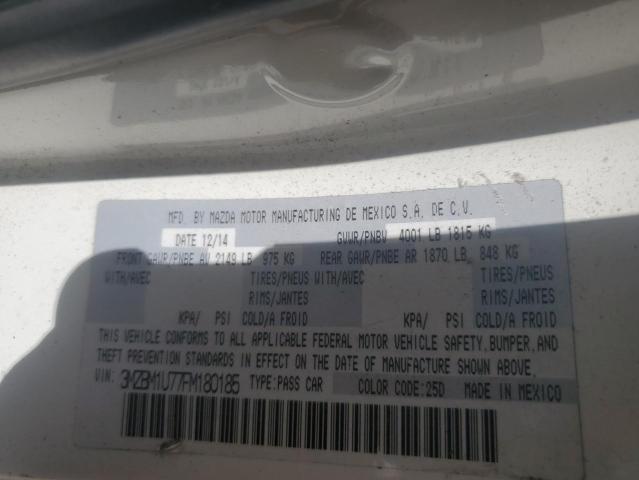 MFD. BY MAZDA MOTOR MANUFACTURING DE MEXICO S.A. DE C.V.
DATE 12/14 GVWR/PNBV 4001 LB 1815 KG
FRONT GAWR/PNBE AV 2149 LB 975 KG REAR GAWR/PNBE AR 1870 LB, 848 KG
WITH/AVEC TIRES/PNEUS WITH/AVEC TIRES/PNEUS
RIMS/JANTES RIMS/JANTES
KPA/ PSI COLD/A FROID KPA/ PSI COLD/A FROID
THIS VEHICLE CONFORMS TO ALL APPLICABLE FEDERAL MOTOR VEHICLE SAFETY, BUMPER, AND
THEFT PREVENTION STANDARDS IN EFFECT ON THE DATE OF MANUFACTURE SHOWN ABOVE.
VIN: 3MZBM1U77FM180185 TYPE:PASS CAR COLOR CODE:25D MADE IN MEXICO